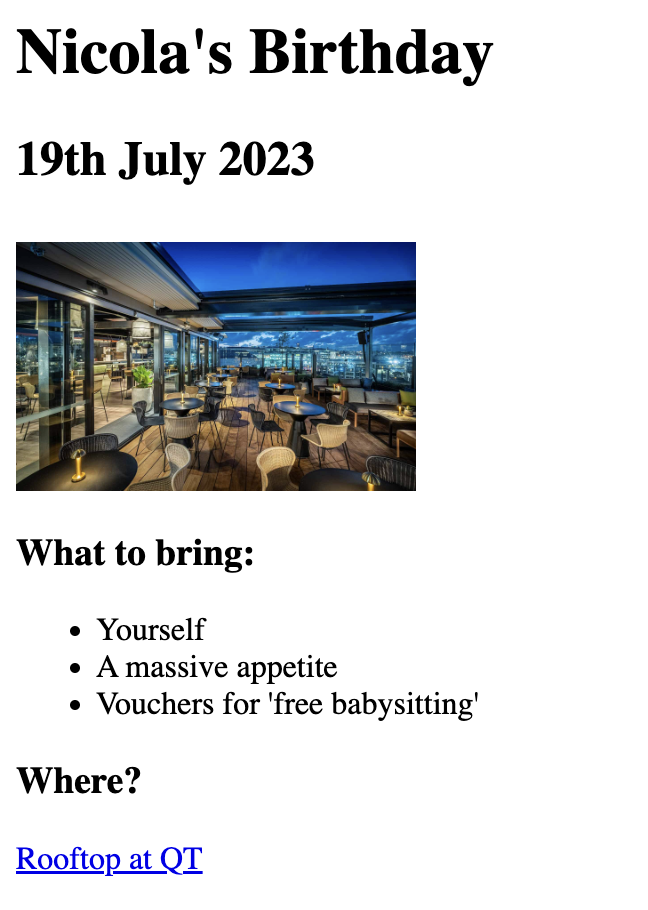 Nicola's Birthday
19th July 2023
What to bring:
Yourself
A massive appetite
Vouchers for 'free babysitting'
Where?
Rooftop at QT